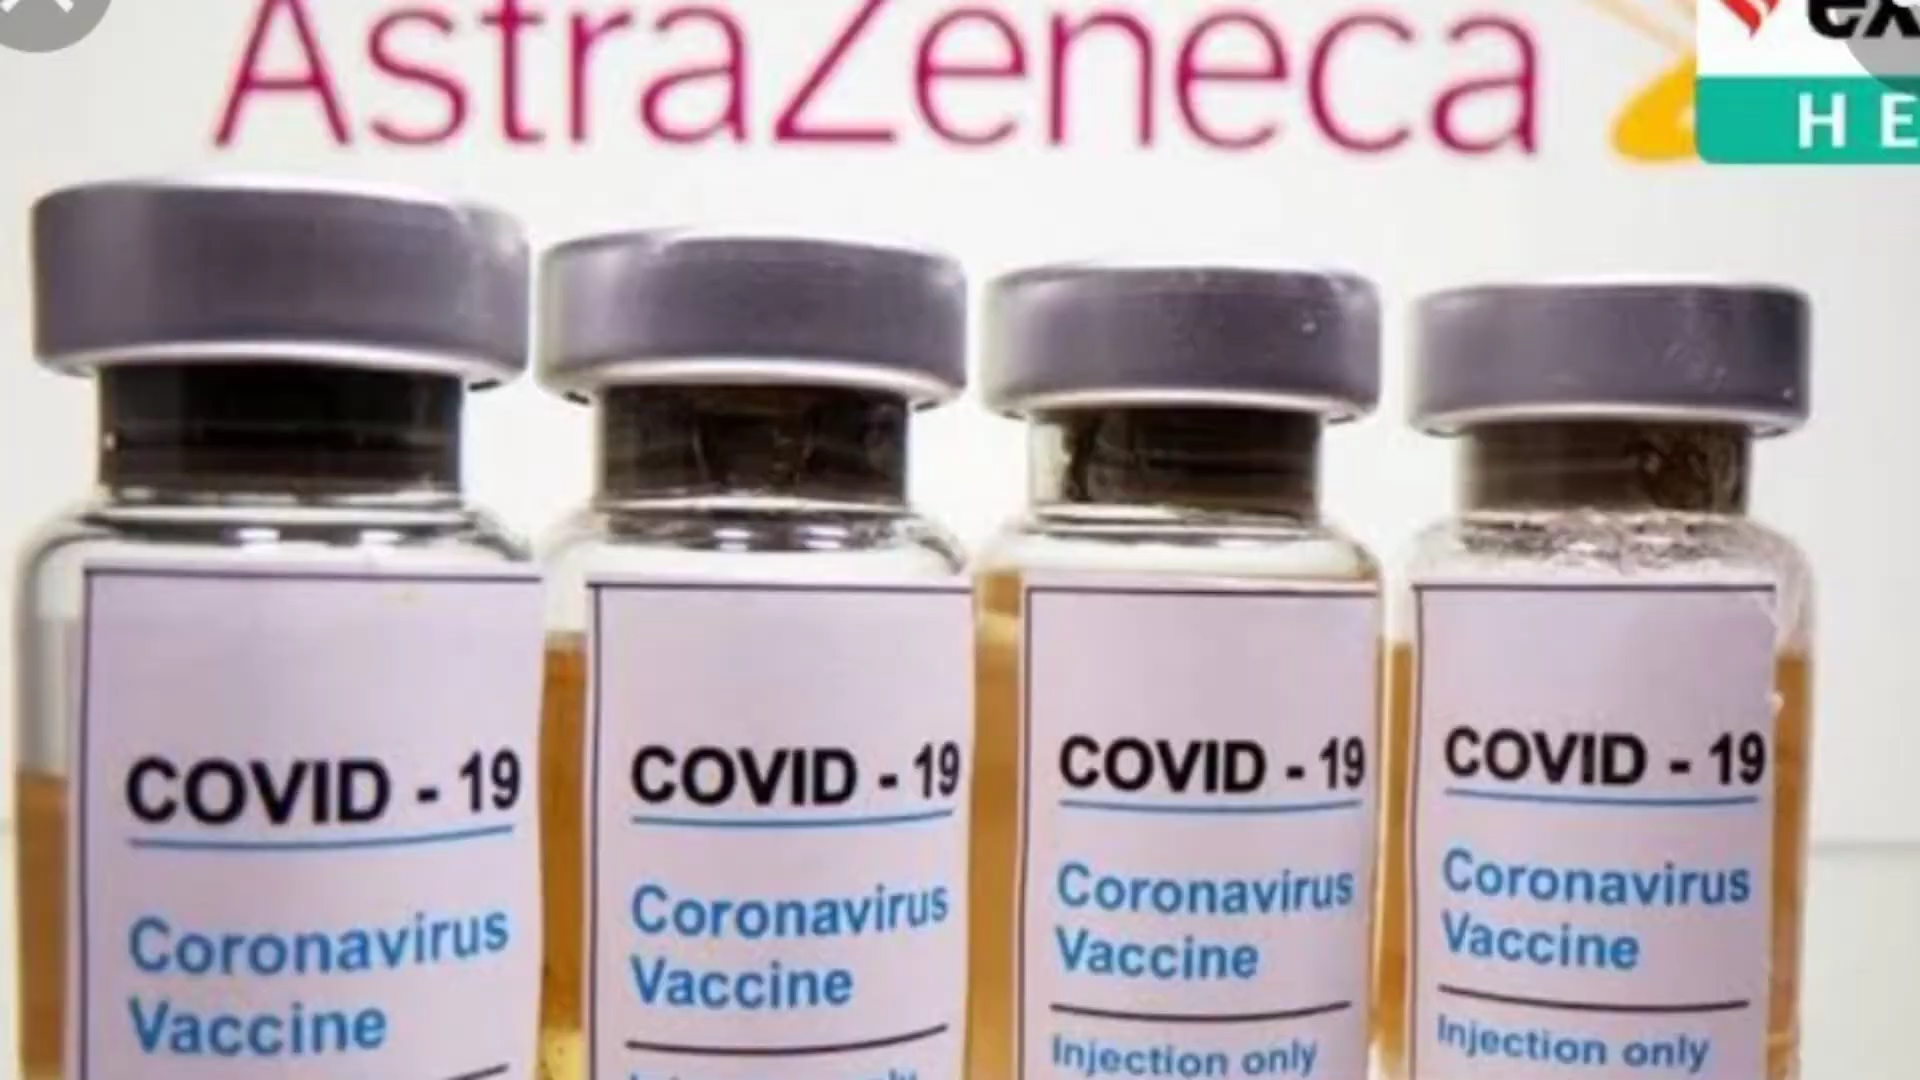 AstraZeneca
HE
COVID - 19
Coronavirus
Vaccine
COVID - 19
Coronavirus
Vaccine
COVID - 19
Coronavirus
Vaccine
Injection only
COVID - 19
Coronavirus
Vaccine
Injection only